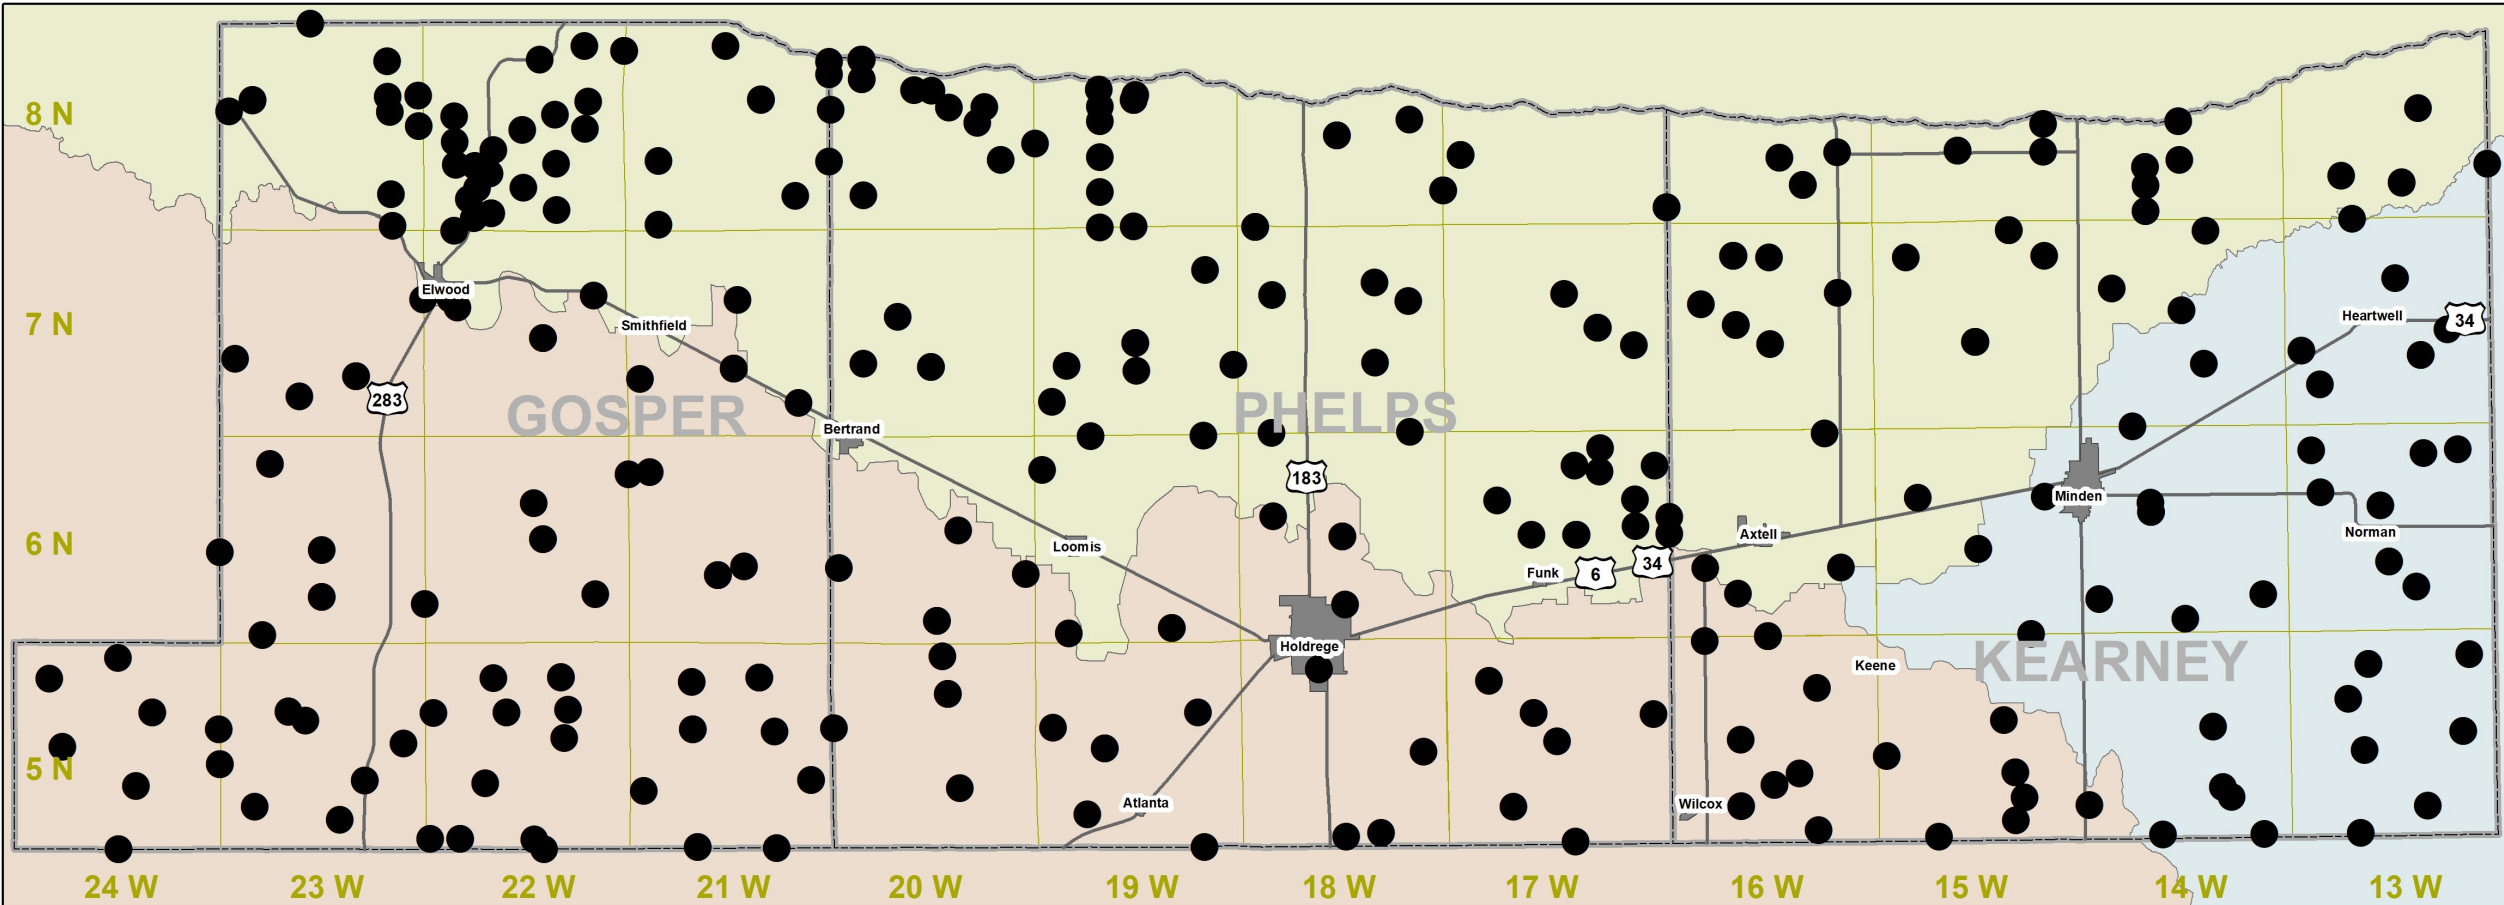 8 N
Elwood
Heartwell
34
7 N
Smithfield
283
GOSPER
PHELPS
Bertrand
183
Minden
Axtell
Norman
6 N
Loomis
34
Funk
6
Holdrege
Keene
KEARNEY
5 N
Atlanta
Wilcox
24 W
23 W
22 W
21 W
20 W
19 W
18 W
17 W
16 W
15 W
14 W
13 W